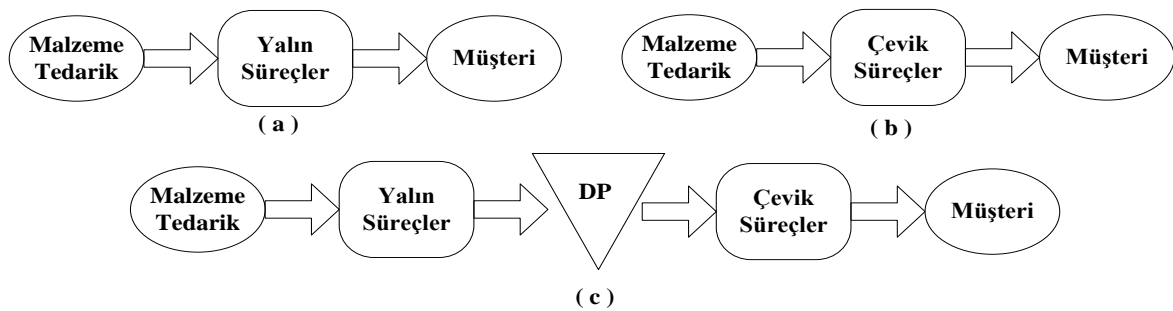 Malzeme
Tedarik
Yalın
Süreçler
Müşteri
( a )
Malzeme
Tedarik
Çevik
Süreçler
Müşteri
( b )
Malzeme
Tedarik
Yalın
Süreçler
DP
Çevik
Süreçler
Müşteri
( c )